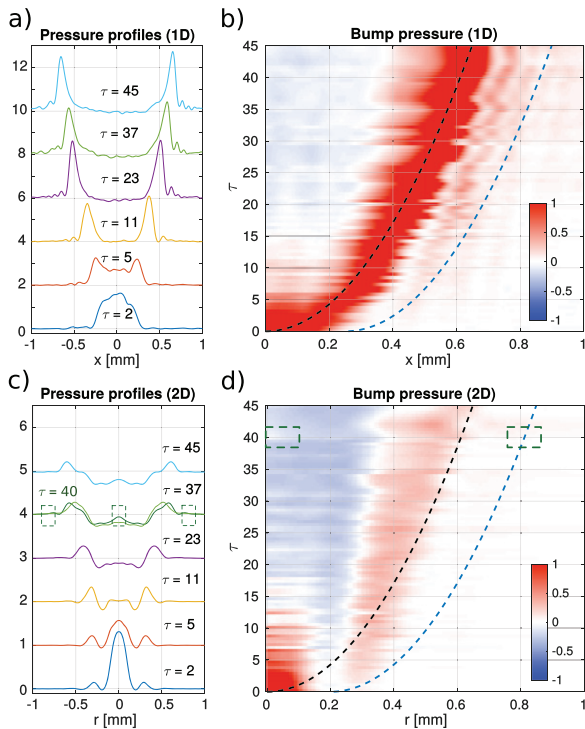 a)
Pressure profiles (1D)
12
10
8
6
4
2
0
τ = 45
τ = 37
τ = 23
τ = 11
τ = 5
τ = 2
-1
-0.5
0
0.5
1
x [mm]
b)
Bump pressure (1D)
45
40
35
30
25
20
15
10
5
0
τ
0
0.2
0.4
0.6
0.8
1
x [mm]
1
0.5
0
-0.5
-1
c)
Pressure profiles (2D)
6
5
4
3
2
1
0
τ = 45
τ = 37
τ = 40
τ = 23
τ = 11
τ = 5
τ = 2
-1
-0.5
0
0.5
1
r [mm]
d)
Bump pressure (2D)
45
40
35
30
25
20
15
10
5
0
τ
0
0.2
0.4
0.6
0.8
1
r [mm]
1
0.5
0
-0.5
-1